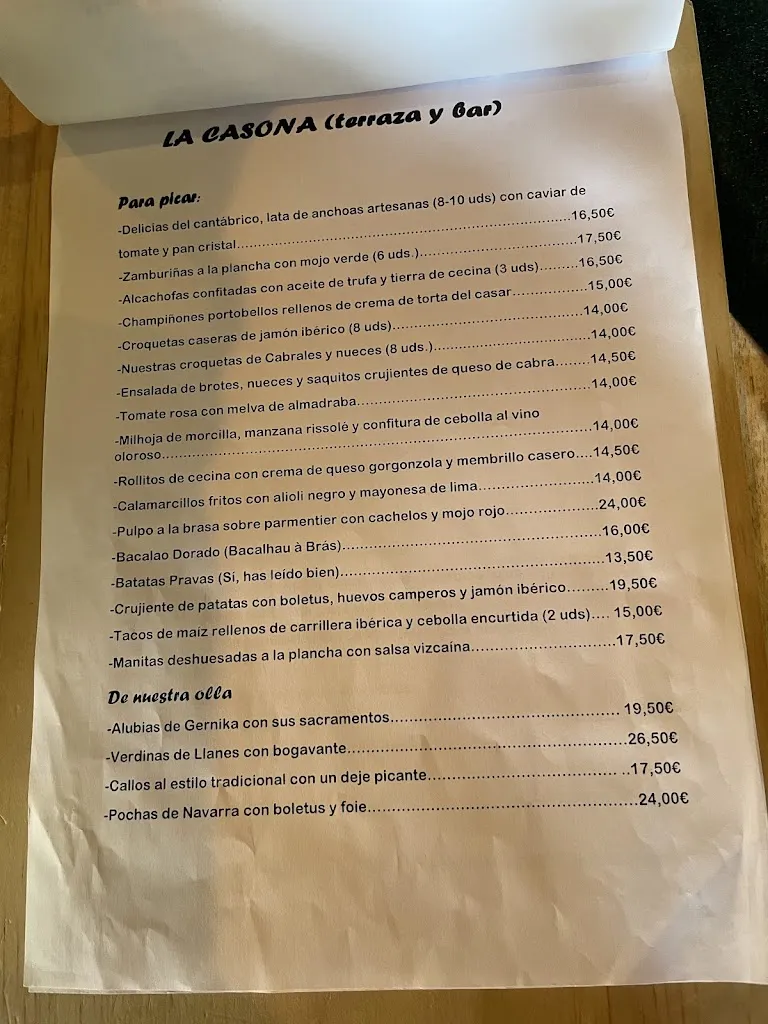 LA CASONA (terraza y bar)
Para picar:
-Delicias del cantábrico, lata de anchoas artesanas (8-10 uds) con caviar de
tomate y pan cristal..........16,50€
-Zamburiñas a la plancha con mojo verde (6 uds.)..........17,50€
-Alcachofas confitadas con aceite de trufa y tierra de cecina (3 uds)..........16,50€
-Champiñones portobellos rellenos de crema de torta del casar..........15,00€
-Croquetas caseras de jamón ibérico (8 uds)..........14,00€
-Nuestras croquetas de Cabrales y nueces (8 uds.)..........14,00€
-Ensalada de brotes, nueces y saquitos crujientes de queso de cabra.......14,50€
-Tomate rosa con melva de almadraba..........14,00€
-Milhoja de morcilla, manzana rissolé y confitura de cebolla al vino
oloroso..........14,00€
-Rollitos de cecina con crema de queso gorgonzola y membrillo casero....14,50€
-Calamarcillos fritos con alioli negro y mayonesa de lima..........14,00€
-Pulpo a la brasa sobre parmentier con cachelos y mojo rojo..........24,00€
-Bacalao Dorado (Bacalhau à Brás)..........16,00€
-Batatas Pravas (Sí, has leído bien)..........13,50€
-Crujiente de patatas con boletus, huevos camperos y jamón ibérico.........19,50€
-Tacos de maíz rellenos de carrillera ibérica y cebolla encurtida (2 uds).... 15,00€
-Manitas deshuesadas a la plancha con salsa vizcaína..........17,50€
De nuestra olla
-Alubias de Gernika con sus sacramentos.......... 19,50€
-Verdinas de Llanes con bogavante..........26,50€
-Callos al estilo tradicional con un deje picante.......... ..17,50€
-Pochas de Navarra con boletus y foie..........24,00€